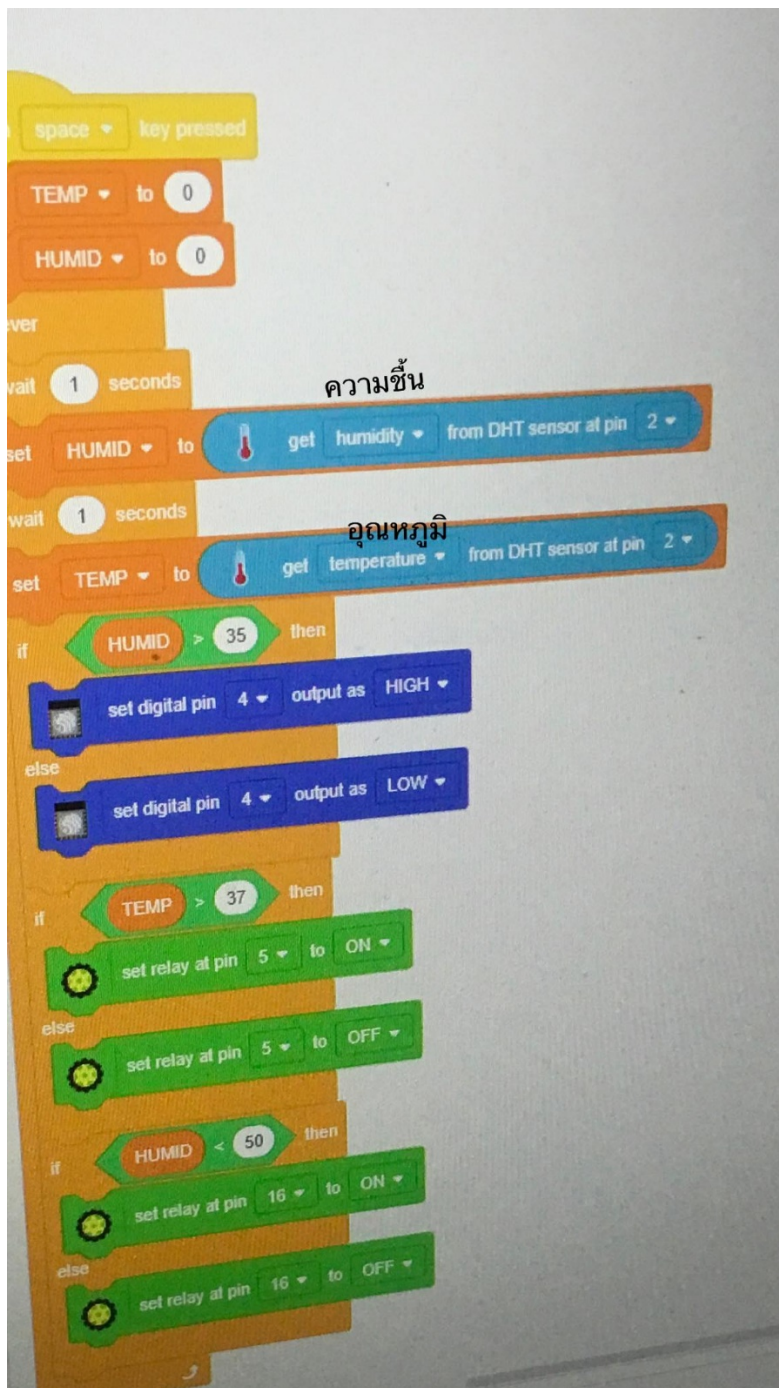 space key pressed
TEMP to 0
HUMID to 0
ver
wait 1 seconds
ความชื้น
set HUMID to get humidity from DHT sensor at pin 2
wait 1 seconds
อุณหภูมิ
set TEMP to get temperature from DHT sensor at pin 2
if HUMID > 35 then
set digital pin 4 output as HIGH
else
set digital pin 4 output as LOW
if TEMP > 37 then
set relay at pin 5 to ON
else
set relay at pin 5 to OFF
if HUMID < 50 then
set relay at pin 16 to ON
else
set relay at pin 16 to OFF